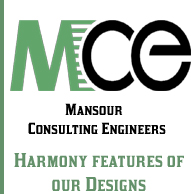 MCE
MANSOUR
CONSULTING ENGINEERS
HARMONY FEATURES OF
OUR DESIGNS